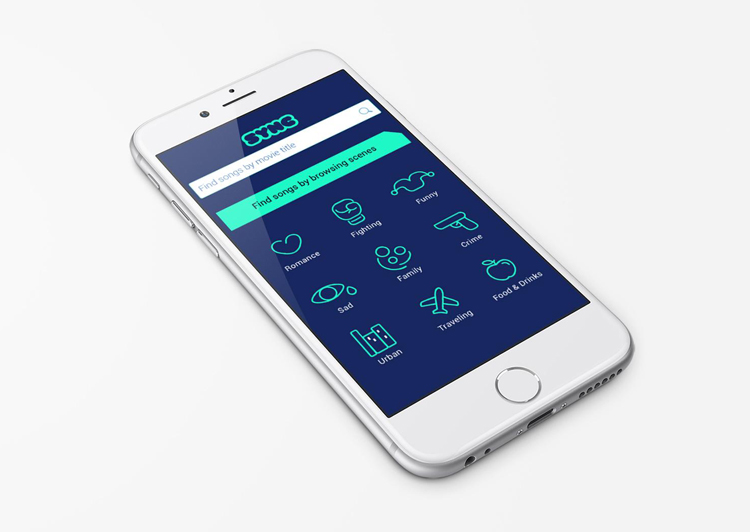 SYNC
Find songs by movie title
Find songs by browsing scenes
Romance
Fighting
Funny
Sad
Family
Crime
Urban
Traveling
Food & Drinks